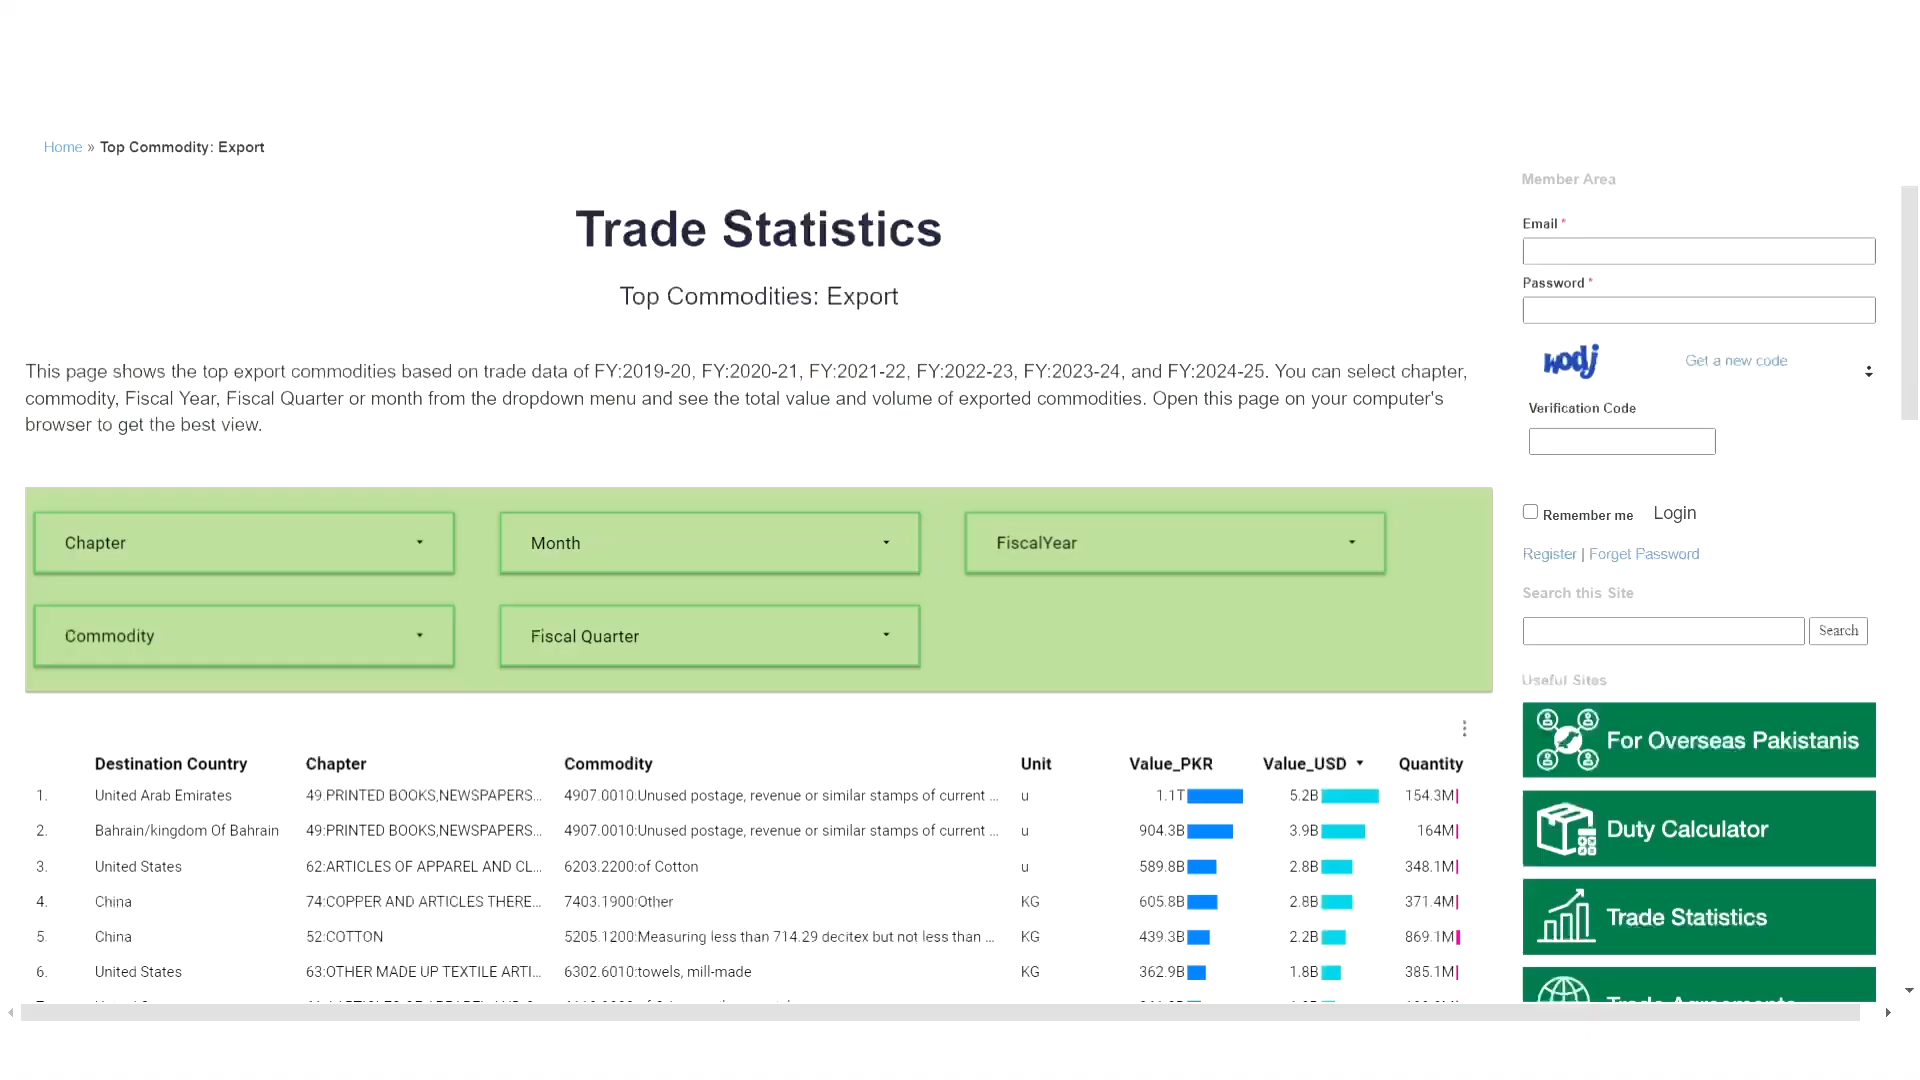 Home » Top Commodity: Export
Trade Statistics
Top Commodities: Export
This page shows the top export commodities based on trade data of FY:2019-20, FY:2020-21, FY:2021-22, FY:2022-23, FY:2023-24, and FY:2024-25. You can select chapter,
commodity, Fiscal Year, Fiscal Quarter or month from the dropdown menu and see the total value and volume of exported commodities. Open this page on your computer's
browser to get the best view.
Chapter Month FiscalYear
Commodity Fiscal Quarter
Destination Country Chapter Commodity Unit Value_PKR Value_USD Quantity
1. United Arab Emirates 49.PRINTED BOOKS,NEWSPAPERS... 4907.0010:Unused postage, revenue or similar stamps of current ... u 1.1T 5.2B 154.3M
2. Bahrain/kingdom Of Bahrain 49:PRINTED BOOKS,NEWSPAPERS... 4907.0010:Unused postage, revenue or similar stamps of current ... u 904.3B 3.9B 164M
3. United States 62:ARTICLES OF APPAREL AND CL... 6203.2200:of Cotton u 589.8B 2.8B 348.1M
4. China 74:COPPER AND ARTICLES THERE... 7403.1900:Other KG 605.8B 2.8B 371.4M
5. China 52:COTTON 5205.1200:Measuring less than 714.29 decitex but not less than ... KG 439.3B 2.2B 869.1M
6. United States 63:OTHER MADE UP TEXTILE ARTI... 6302.6010:towels, mill-made KG 362.9B 1.8B 385.1M
Member Area
Email *
Password *
wodj Get a new code
Verification Code
Remember me Login
Register | Forget Password
Search this Site
Search
Useful Sites
For Overseas Pakistanis
Duty Calculator
Trade Statistics
Trade Agreements